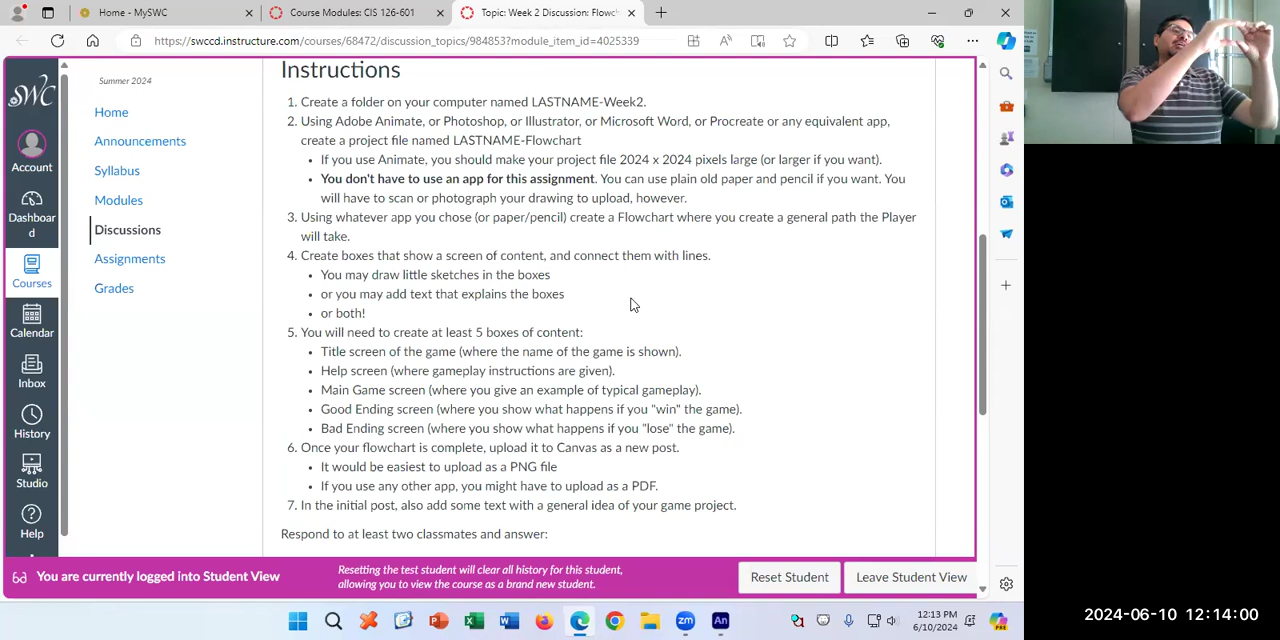 Home - MySWC
Course Modules: CIS 126-601
Topic: Week 2 Discussion: Flowch
https://swccd.instructure.com/courses/68472/discussion_topics/984853?module_item_id=4025339
SWC
Account
Dashboar
d
Courses
Calendar
Inbox
History
Studio
Help
Summer 2024
Home
Announcements
Syllabus
Modules
Discussions
Assignments
Grades
Instructions
1. Create a folder on your computer named LASTNAME-Week2.
2. Using Adobe Animate, or Photoshop, or Illustrator, or Microsoft Word, or Procreate or any equivalent app,
create a project file named LASTNAME-Flowchart
• If you use Animate, you should make your project file 2024 x 2024 pixels large (or larger if you want).
• You don't have to use an app for this assignment. You can use plain old paper and pencil if you want. You
will have to scan or photograph your drawing to upload, however.
3. Using whatever app you chose (or paper/pencil) create a Flowchart where you create a general path the Player
will take.
4. Create boxes that show a screen of content, and connect them with lines.
• You may draw little sketches in the boxes
• or you may add text that explains the boxes
• or both!
5. You will need to create at least 5 boxes of content:
• Title screen of the game (where the name of the game is shown).
• Help screen (where gameplay instructions are given).
• Main Game screen (where you give an example of typical gameplay).
• Good Ending screen (where you show what happens if you "win" the game).
• Bad Ending screen (where you show what happens if you "lose" the game).
6. Once your flowchart is complete, upload it to Canvas as a new post.
• It would be easiest to upload as a PNG file
• If you use any other app, you might have to upload as a PDF.
7. In the initial post, also add some text with a general idea of your game project.
Respond to at least two classmates and answer:
You are currently logged into Student View
Resetting the test student will clear all history for this student,
allowing you to view the course as a brand new student.
Reset Student
Leave Student View
zm
An
12:13 PM
6/10/2024
PRE
2024-06-10 12:14:00